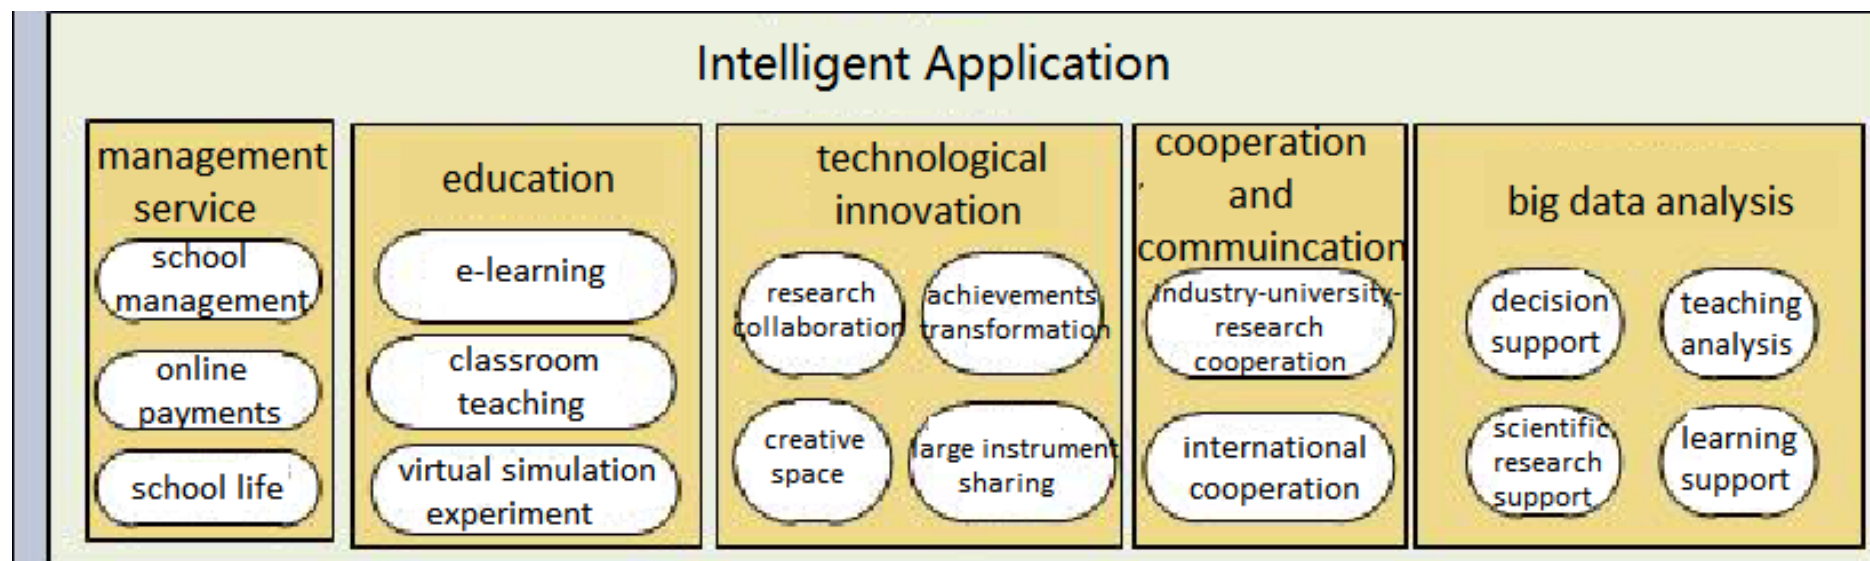 Intelligent Application
management
service
school
management
online
payments
school life
education
e-learning
classroom
teaching
virtual simulation
experiment
technological
innovation
research
collaboration
achievements
transformation
creative
space
large instrument
sharing
cooperation
and
commuincation
industry-university-
research
cooperation
international
cooperation
big data analysis
decision
support
teaching
analysis
scientific
research
support
learning
support